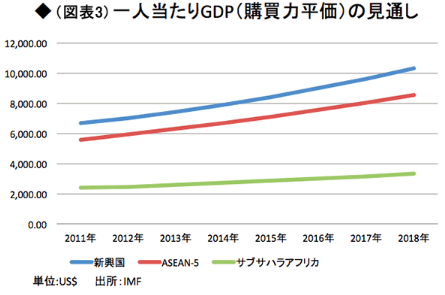 ◆（図表3）一人当たりGDP（購買力平価）の見通し
12,000.00
10,000.00
8,000.00
6,000.00
4,000.00
2,000.00
0.00
2011年 2012年 2013年 2014年 2015年 2016年 2017年 2018年
新興国 ASEAN-5 サブサハラアフリカ
単位:US$ 出所：IMF